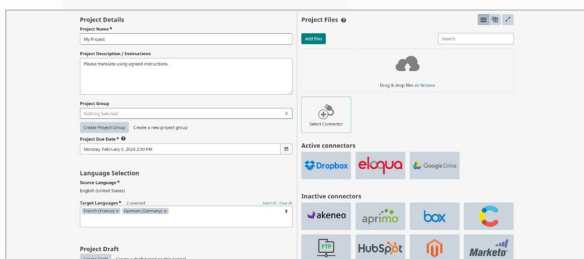 Project Details
Project Name *
My Project
Project Description / Instructions
Please translate using agreed instructions.
Project Group
Nothing Selected
Create Project Group Create a new project group
Project Due Date *
Monday, February 5, 2024 2:00 PM
Language Selection
Source Language *
English (United States)
Target Languages * 2 selected Select All Clear All
French (France) × German (Germany) ×
Project Draft
Project Files
Add Files Search
Drag & drop files or Browse
Select Connector
Active connectors
Dropbox eloqua Google Drive
Inactive connectors
akeneo aprimo box
FTP HubSpot Marketo